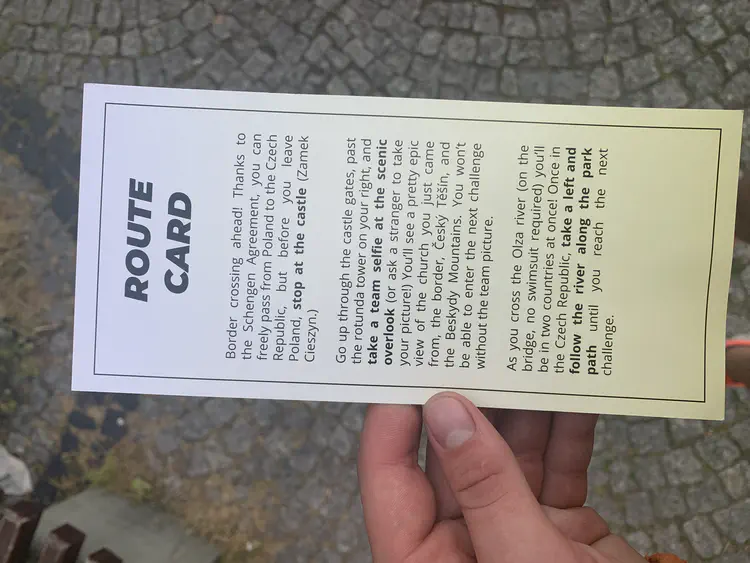 ROUTE
CARD
Border crossing ahead! Thanks to
the Schengen Agreement, you can
freely pass from Poland to the Czech
Republic, but before you leave
Poland, stop at the castle (Zamek
Cieszyn.)
Go up through the castle gates, past
the rotunda tower on your right, and
take a team selfie at the scenic
overlook (or ask a stranger to take
your picture!) You'll see a pretty epic
view of the church you just came
from, the border, Český Těšín, and
the Beskydy Mountains. You won't
be able to enter the next challenge
without the team picture.
As you cross the Olza river (on the
bridge, no swimsuit required) you'll
be in two countries at once! Once in
the Czech Republic, take a left and
follow the river along the park
path until you reach the next
challenge.